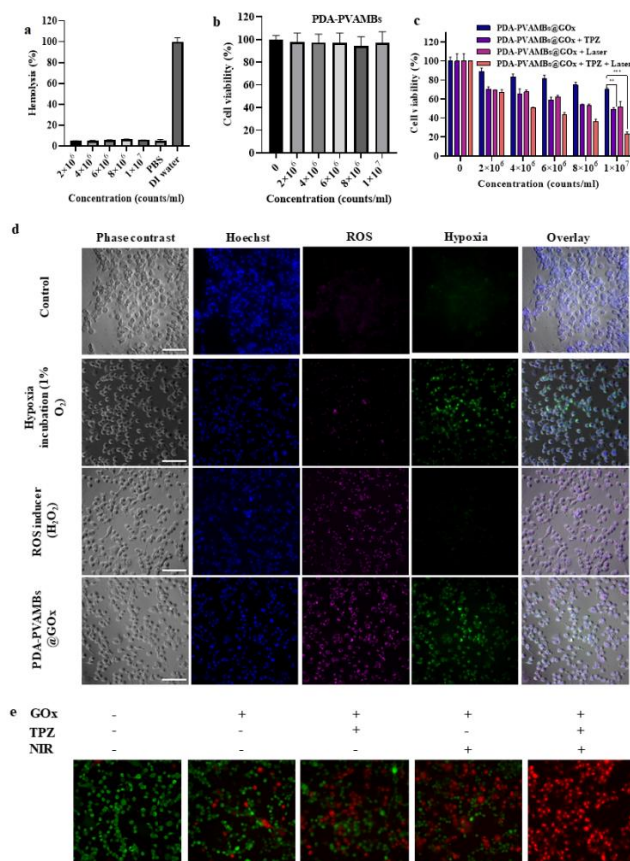 a
Hemolysis (%)
150
100
50
0
2×10⁶
4×10⁶
6×10⁶
8×10⁶
1×10⁷
PBS
DI water
Concentration (counts/ml)
b
PDA-PVAMBs
Cell viability (%)
120
100
80
60
40
20
0
0
2×10⁶
4×10⁶
6×10⁶
8×10⁶
1×10⁷
Concentration (counts/ml)
c
PDA-PVAMBs@GOx
PDA-PVAMBs@GOx + TPZ
PDA-PVAMBs@GOx + Laser
PDA-PVAMBs@GOx + TPZ + Laser
Cell viability (%)
120
100
80
60
40
20
0
***
**
0
2×10⁶
4×10⁶
6×10⁶
8×10⁶
1×10⁷
Concentration (counts/ml)
d
Phase contrast Hoechst ROS Hypoxia Overlay
Control
Hypoxia
incubation (1%
O₂)
ROS inducer
(H₂O₂)
PDA-PVAMBs
@GOx
e
GOx - + + + +
TPZ - - + - +
NIR - - - + +